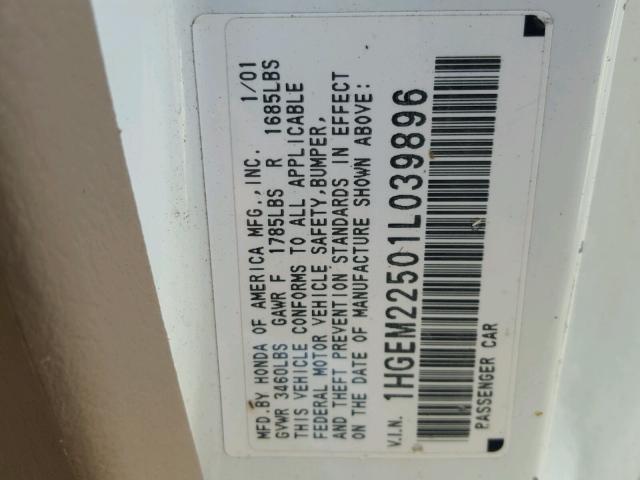 MFD.BY HONDA OF AMERICA MFG.,INC. 1/01
GVWR 3460LBS GAWR F 1785LBS R 1685LBS
THIS VEHICLE CONFORMS TO ALL APPLICABLE
FEDERAL MOTOR VEHICLE SAFETY,BUMPER,
AND THEFT PREVENTION STANDARDS IN EFFECT
ON THE DATE OF MANUFACTURE SHOWN ABOVE:
V.I.N. 1HGEM22501L039896
PASSENGER CAR